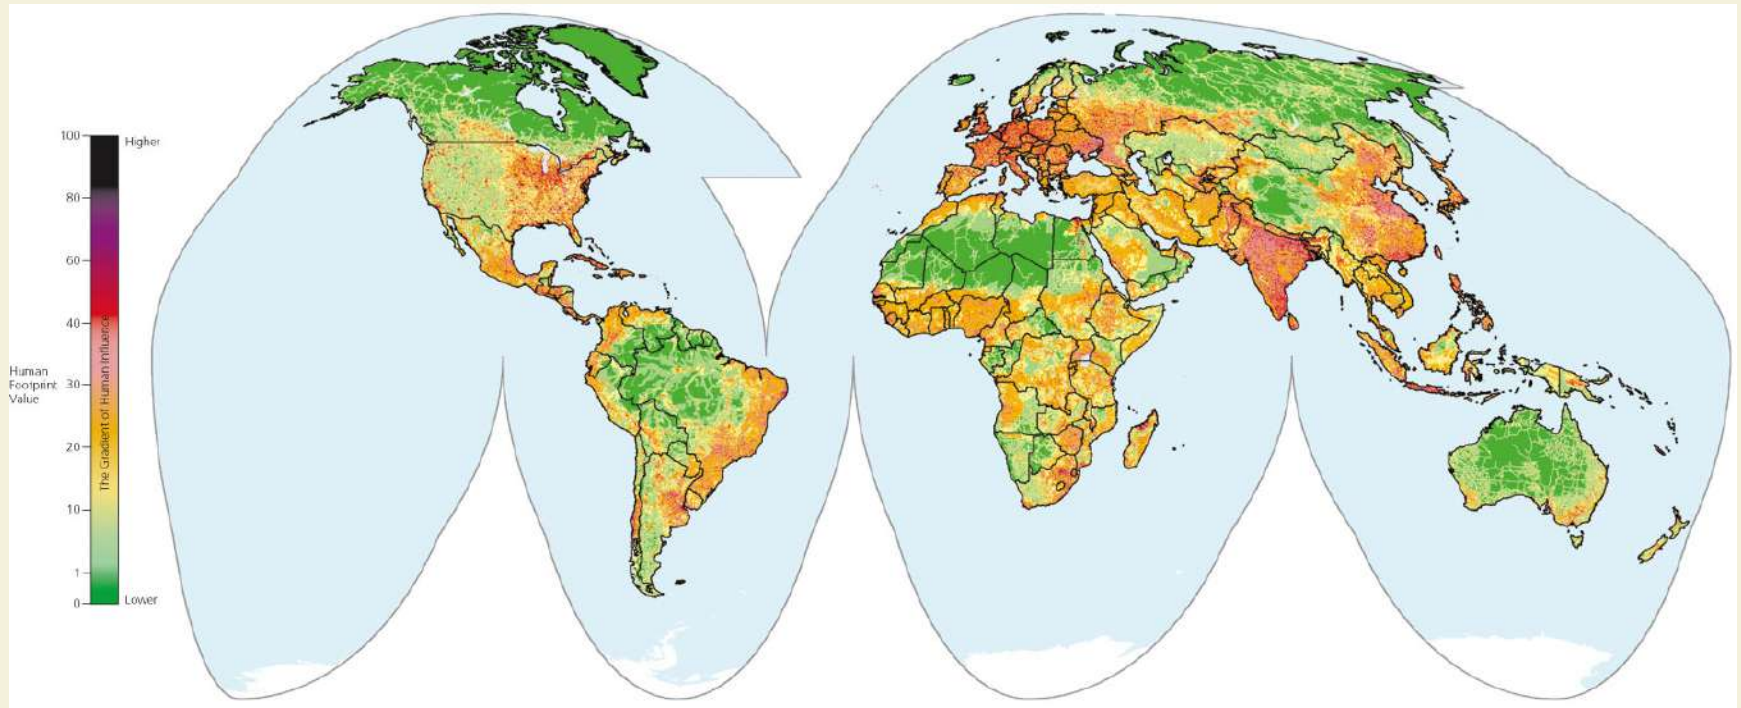 100
Higher
80
60
40
Human
Footprint
Value
The Gradient of Human Influence
30
20
10
1
0
Lower